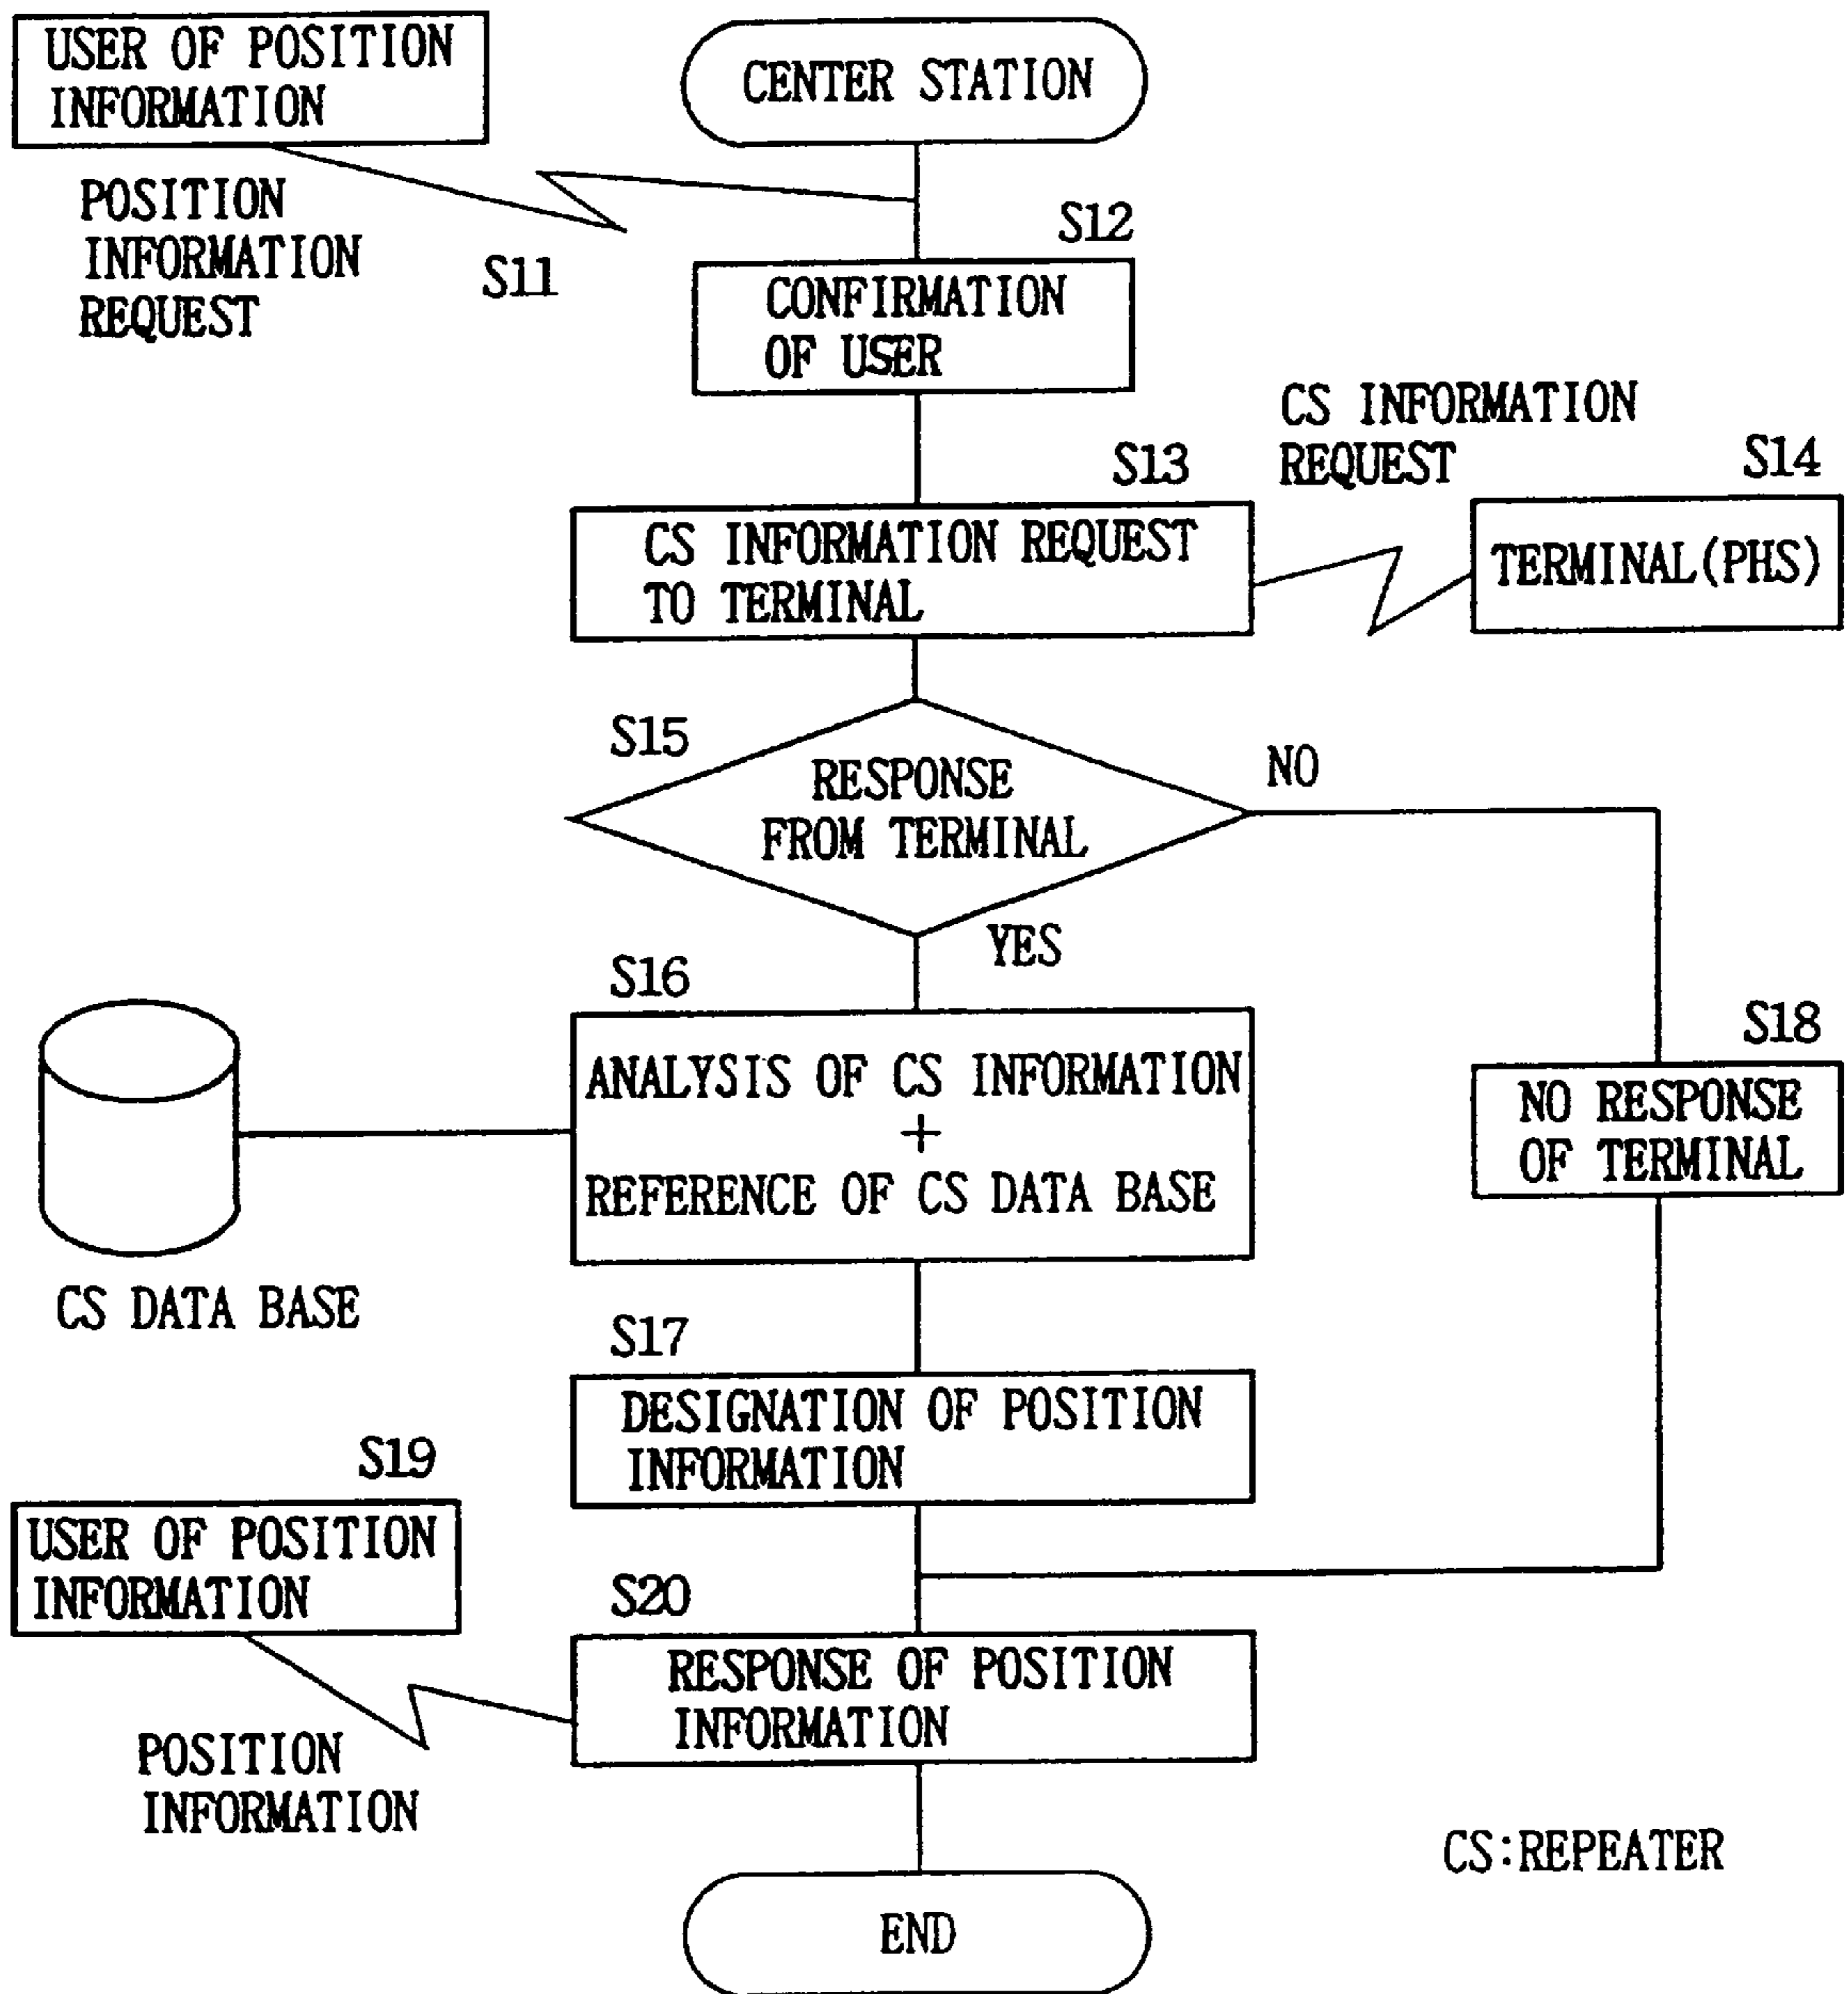 USER OF POSITION
INFORMATION
CENTER STATION
POSITION
INFORMATION
REQUEST
S11
S12
CONFIRMATION
OF USER
CS INFORMATION
REQUEST
S13
S14
CS INFORMATION REQUEST
TO TERMINAL
TERMINAL(PHS)
S15
RESPONSE
FROM TERMINAL
NO
YES
S16
ANALYSIS OF CS INFORMATION
+
REFERENCE OF CS DATA BASE
S18
NO RESPONSE
OF TERMINAL
CS DATA BASE
S17
DESIGNATION OF POSITION
INFORMATION
S19
USER OF POSITION
INFORMATION
S20
RESPONSE OF POSITION
INFORMATION
POSITION
INFORMATION
CS:REPEATER
END